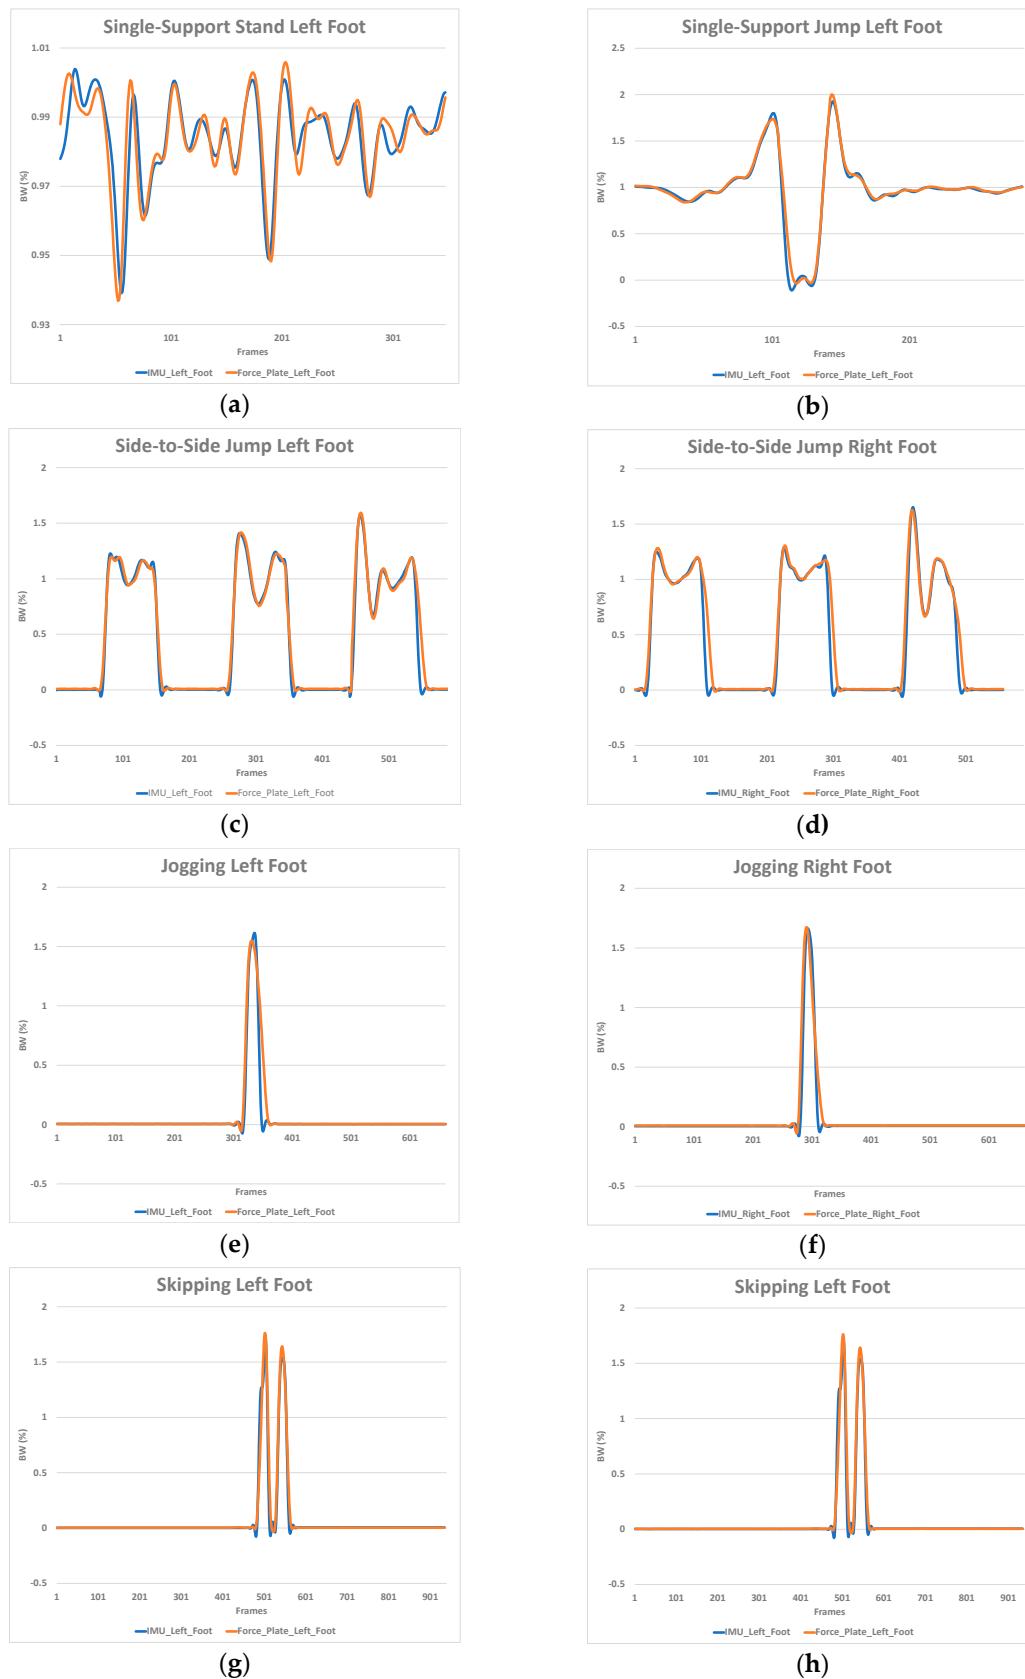 Single-Support Stand Left Foot
1.01
0.99
0.97
0.95
0.93
BW (%)
1 101 201 301
Frames
IMU_Left_Foot Force_Plate_Left_Foot
(a)
Single-Support Jump Left Foot
2.5
2
1.5
1
0.5
0
-0.5
BW (%)
1 101 201
Frames
IMU_Left_Foot Force_Plate_Left_Foot
(b)
Side-to-Side Jump Left Foot
2
1.5
1
0.5
0
-0.5
BW (%)
1 101 201 301 401 501
Frames
IMU_Left_Foot Force_Plate_Left_Foot
(c)
Side-to-Side Jump Right Foot
2
1.5
1
0.5
0
-0.5
BW (%)
1 101 201 301 401 501
Frames
IMU_Right_Foot Force_Plate_Right_Foot
(d)
Jogging Left Foot
2
1.5
1
0.5
0
-0.5
BW (%)
1 101 201 301 401 501 601
Frames
IMU_Left_Foot Force_Plate_Left_Foot
(e)
Jogging Right Foot
2
1.5
1
0.5
0
-0.5
BW (%)
1 101 201 301 401 501 601
Frames
IMU_Right_Foot Force_Plate_Right_Foot
(f)
Skipping Left Foot
2
1.5
1
0.5
0
-0.5
BW (%)
1 101 201 301 401 501 601 701 801 901
Frames
IMU_Left_Foot Force_Plate_Left_Foot
(g)
Skipping Left Foot
2
1.5
1
0.5
0
-0.5
BW (%)
1 101 201 301 401 501 601 701 801 901
Frames
IMU_Left_Foot Force_Plate_Left_Foot
(h)